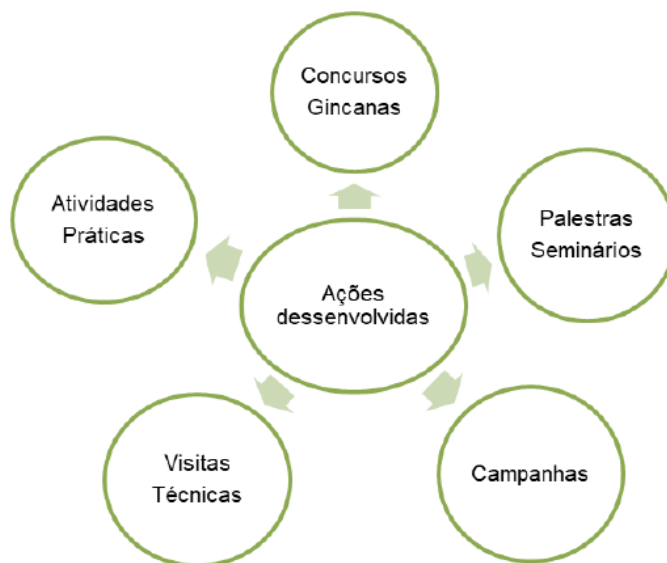 Concursos
Gincanas
Atividades
Práticas
Palestras
Seminários
Ações
dessenvolvidas
Visitas
Técnicas
Campanhas